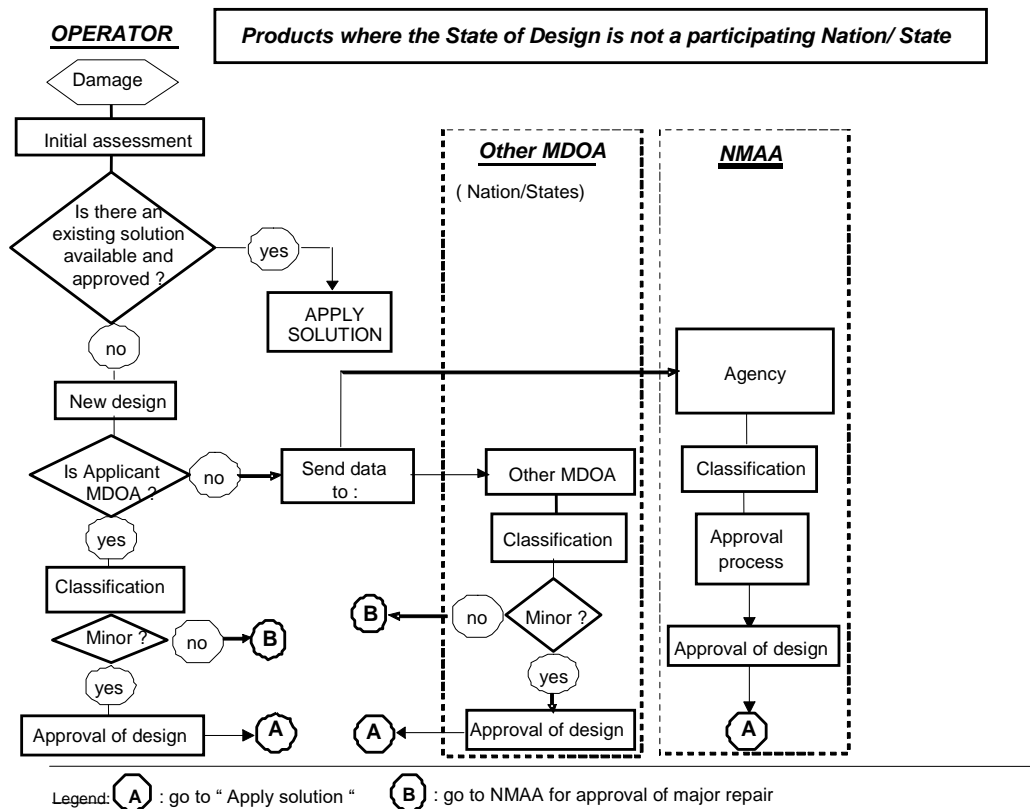 OPERATOR
Products where the State of Design is not a participating Nation/ State
Damage
Initial assessment
Is there an
existing solution
available and
approved ?
yes
APPLY
SOLUTION
no
New design
Is Applicant
MDOA ?
no
Send data
to :
yes
Classification
Minor ?
no
B
yes
Approval of design
A
Other MDOA
( Nation/States)
Other MDOA
Classification
Minor ?
no
B
yes
Approval of design
A
NMAA
Agency
Classification
Approval
process
Approval of design
A
Legend: A : go to “ Apply solution “ B : go to NMAA for approval of major repair